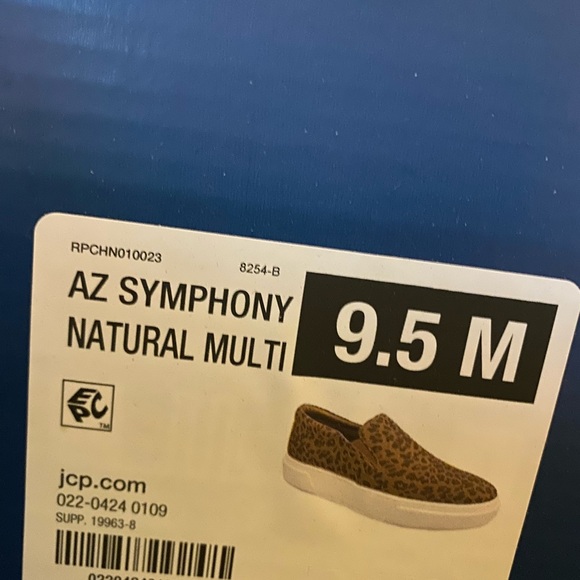 RPCHN010023 8254-B
AZ SYMPHONY
NATURAL MULTI
9.5 M
EPC
TM
jcp.com
022-0424 0109
SUPP. 19963-8